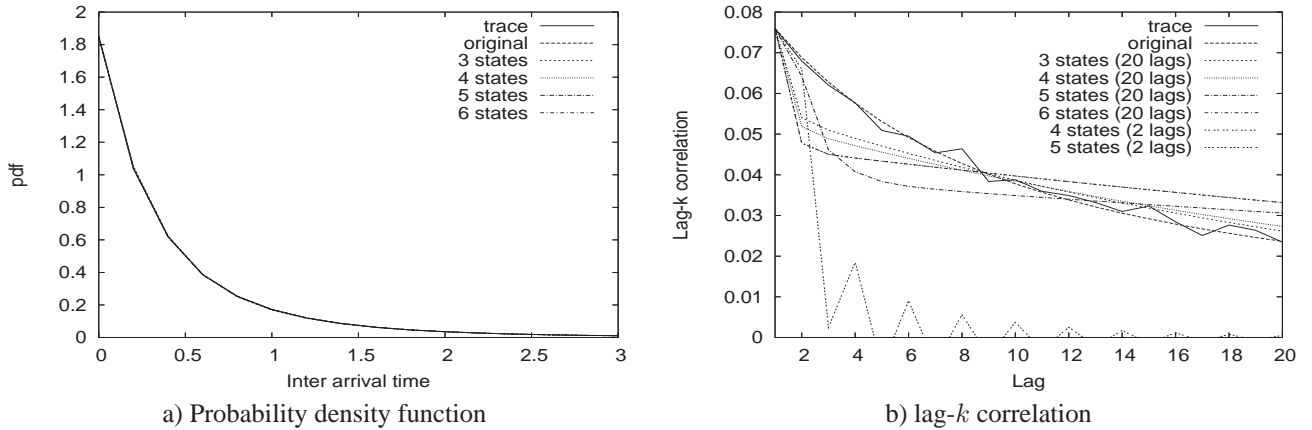 2
1.8
1.6
1.4
1.2
1
0.8
0.6
0.4
0.2
0
pdf
0 0.5 1 1.5 2 2.5 3
Inter arrival time
trace
original
3 states
4 states
5 states
6 states
a) Probability density function
0.08
0.07
0.06
0.05
0.04
0.03
0.02
0.01
0
Lag-k correlation
2 4 6 8 10 12 14 16 18 20
Lag
trace
original
3 states (20 lags)
4 states (20 lags)
5 states (20 lags)
6 states (20 lags)
4 states (2 lags)
5 states (2 lags)
b) lag-k correlation